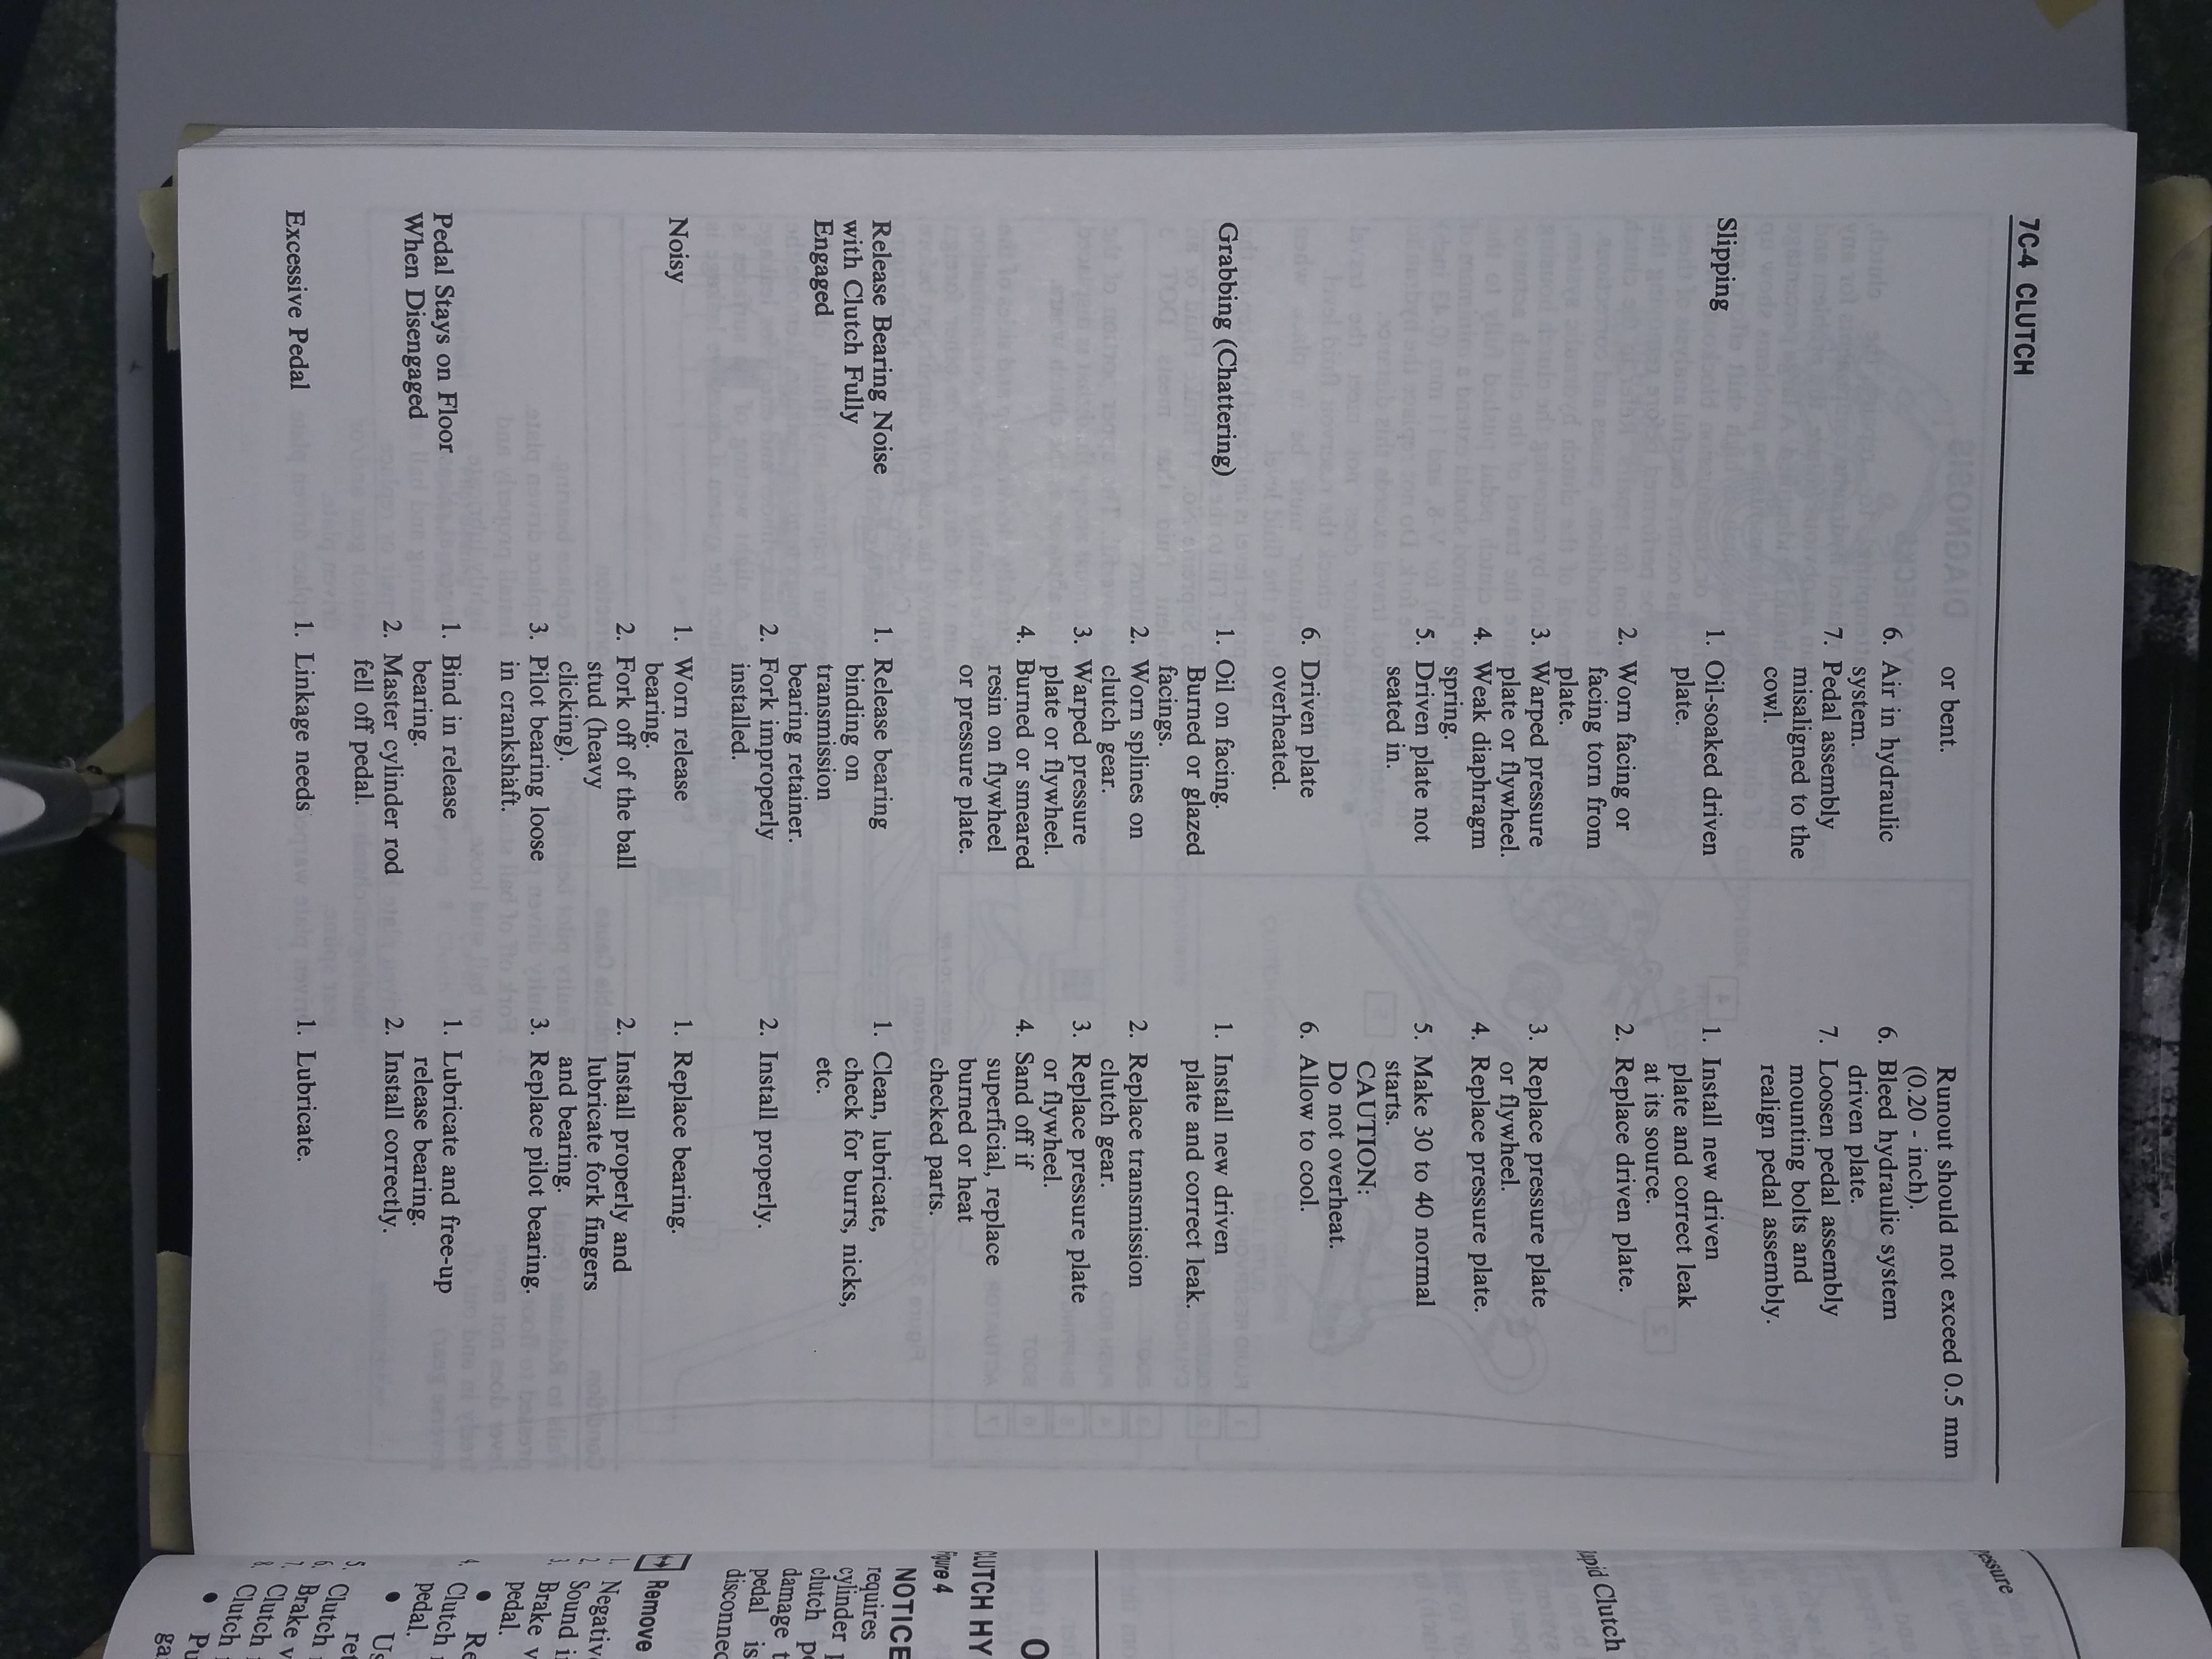 7C-4 CLUTCH
or bent.
Runout should not exceed 0.5 mm
(0.20 - inch).
6. Air in hydraulic
system.
6. Bleed hydraulic system
driven plate.
7. Pedal assembly
misaligned to the
cowl.
7. Loosen pedal assembly
mounting bolts and
realign pedal assembly.
Slipping
1. Oil-soaked driven
plate.
1. Install new driven
plate and correct leak
at its source.
2. Worn facing or
facing torn from
plate.
2. Replace driven plate.
3. Warped pressure
plate or flywheel.
3. Replace pressure plate
or flywheel.
4. Weak diaphragm
spring.
4. Replace pressure plate.
5. Driven plate not
seated in.
5. Make 30 to 40 normal
starts.
CAUTION:
Do not overheat.
6. Driven plate
overheated.
6. Allow to cool.
Grabbing (Chattering)
1. Oil on facing.
Burned or glazed
facings.
1. Install new driven
plate and correct leak.
2. Worn splines on
clutch gear.
2. Replace transmission
clutch gear.
3. Warped pressure
plate or flywheel.
3. Replace pressure plate
or flywheel.
4. Burned or smeared
resin on flywheel
or pressure plate.
4. Sand off if
superficial, replace
burned or heat
checked parts.
Release Bearing Noise
with Clutch Fully
Engaged
1. Release bearing
binding on
transmission
bearing retainer.
1. Clean, lubricate,
check for burrs, nicks,
etc.
2. Fork improperly
installed.
2. Install properly.
Noisy
1. Worn release
bearing.
1. Replace bearing.
2. Fork off of the ball
stud (heavy
clicking).
2. Install properly and
lubricate fork fingers
and bearing.
3. Pilot bearing loose
in crankshaft.
3. Replace pilot bearing.
Pedal Stays on Floor
When Disengaged
1. Bind in release
bearing.
1. Lubricate and free-up
release bearing.
2. Master cylinder rod
fell off pedal.
2. Install correctly.
Excessive Pedal
1. Linkage needs
1. Lubricate.
Clutch
CLUTCH HY
Figure 4
NOTICE
requires
cylinder
clutch
damage
pedal is
Remove
1.
2. Sound
3. Brake
pedal.
4. Clutch
pedal.
5.
6. Clutch
7. Brake
8. Clutch
Clutch